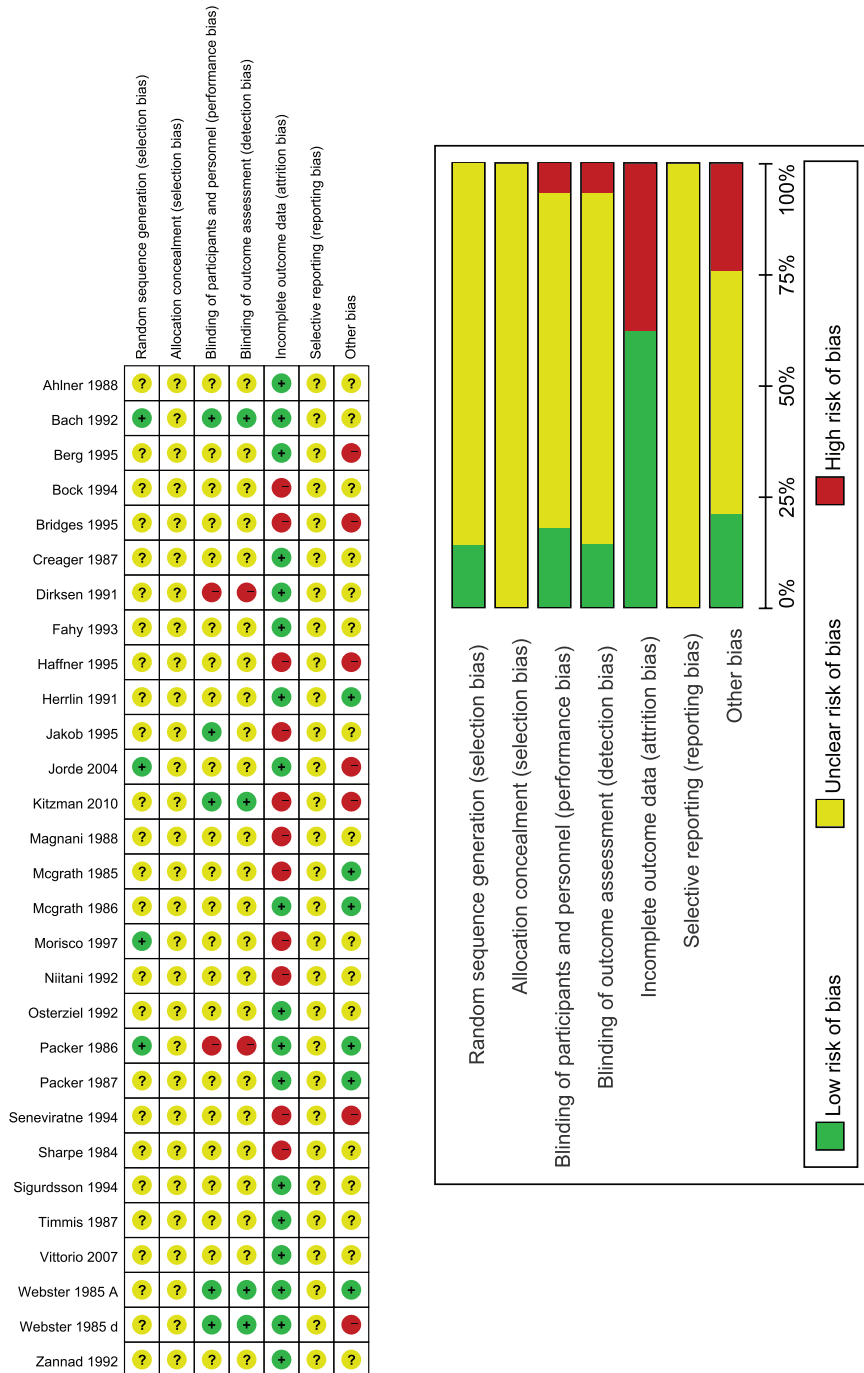 Random sequence generation (selection bias)
Allocation concealment (selection bias)
Blinding of participants and personnel (performance bias)
Blinding of outcome assessment (detection bias)
Incomplete outcome data (attrition bias)
Selective reporting (reporting bias)
Other bias
Ahlner 1988 ? ? ? ? + ? ?
Bach 1992 + ? + + + ? ?
Berg 1995 ? ? ? ? + ? –
Bock 1994 ? ? ? ? – ? ?
Bridges 1995 ? ? ? ? – ? –
Creager 1987 ? ? ? ? + ? ?
Dirksen 1991 ? ? – – + ? ?
Fahy 1993 ? ? ? ? + ? ?
Haffner 1995 ? ? ? ? – ? –
Herrlin 1991 ? ? ? ? + ? +
Jakob 1995 ? ? + ? – ? ?
Jorde 2004 + ? ? ? + ? –
Kitzman 2010 ? ? + + – ? –
Magnani 1988 ? ? ? ? – ? ?
Mcgrath 1985 ? ? ? ? – ? +
Mcgrath 1986 ? ? ? ? + ? +
Morisco 1997 + ? ? ? – ? ?
Niitani 1992 ? ? ? ? – ? ?
Osterziel 1992 ? ? ? ? + ? ?
Packer 1986 + ? – – + ? +
Packer 1987 ? ? ? ? + ? +
Seneviratne 1994 ? ? ? ? – ? –
Sharpe 1984 ? ? ? ? – ? ?
Sigurdsson 1994 ? ? ? ? + ? ?
Timmis 1987 ? ? ? ? + ? ?
Vittorio 2007 ? ? ? ? + ? ?
Webster 1985 A ? ? + + + ? +
Webster 1985 d ? ? + + + ? –
Zannad 1992 ? ? ? ? + ? ?
Random sequence generation (selection bias)
Allocation concealment (selection bias)
Blinding of participants and personnel (performance bias)
Blinding of outcome assessment (detection bias)
Incomplete outcome data (attrition bias)
Selective reporting (reporting bias)
Other bias
0% 25% 50% 75% 100%
Low risk of bias Unclear risk of bias High risk of bias